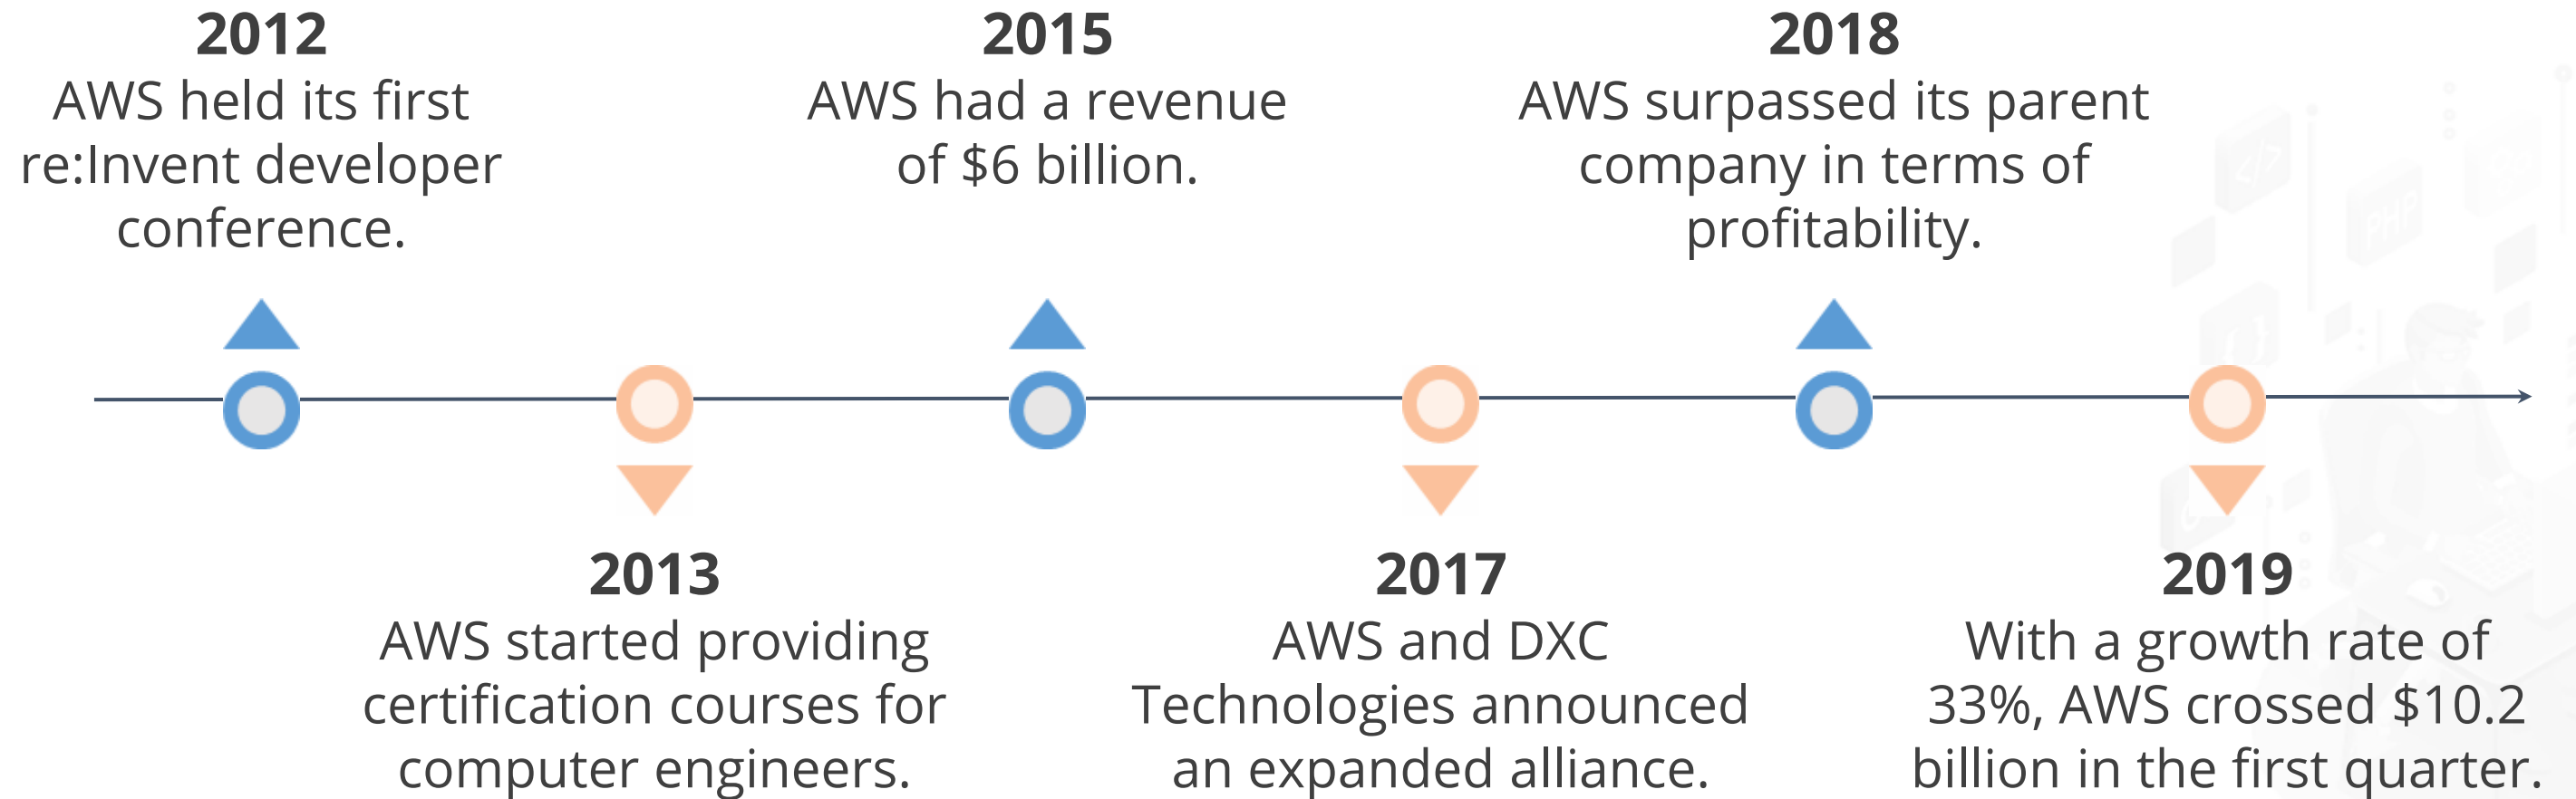 2012
AWS held its first
re:Invent developer
conference.
2015
AWS had a revenue
of $6 billion.
2018
AWS surpassed its parent
company in terms of
profitability.
2013
AWS started providing
certification courses for
computer engineers.
2017
AWS and DXC
Technologies announced
an expanded alliance.
2019
With a growth rate of
33%, AWS crossed $10.2
billion in the first quarter.
</>
PHP
{ }